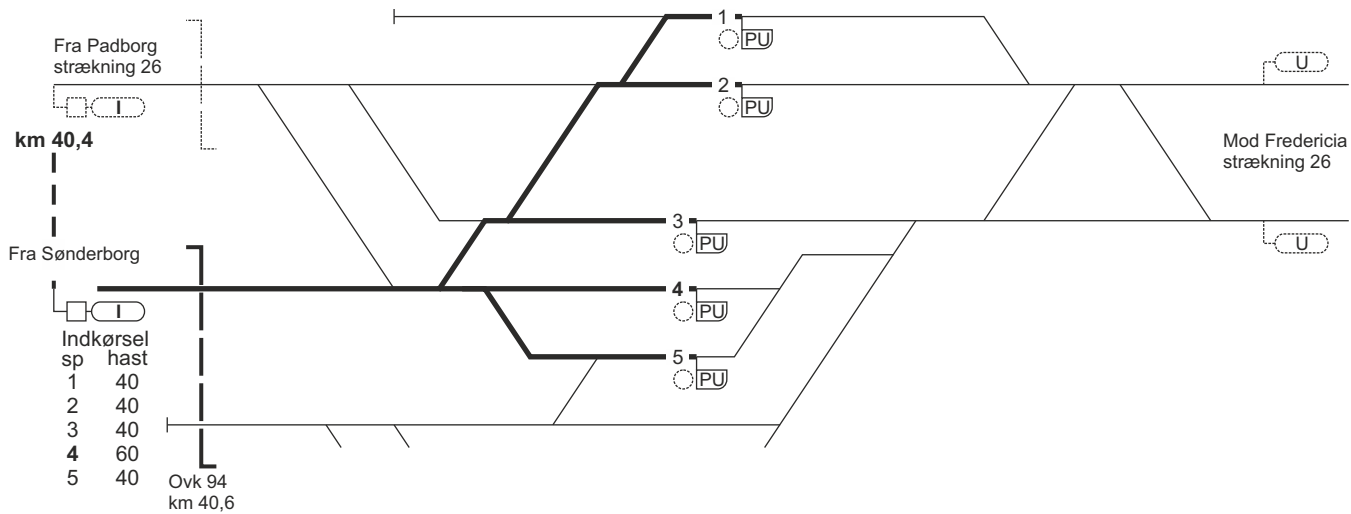 1
PU
Fra Padborg
strækning 26
U
2
I
PU
km 40,4
Mod Fredericia
strækning 26
3
PU
U
Fra Sønderborg
4
I
PU
Indkørsel
sp hast
1 40
2 40
3 40
4 60
5 40
5
PU
Ovk 94
km 40,6